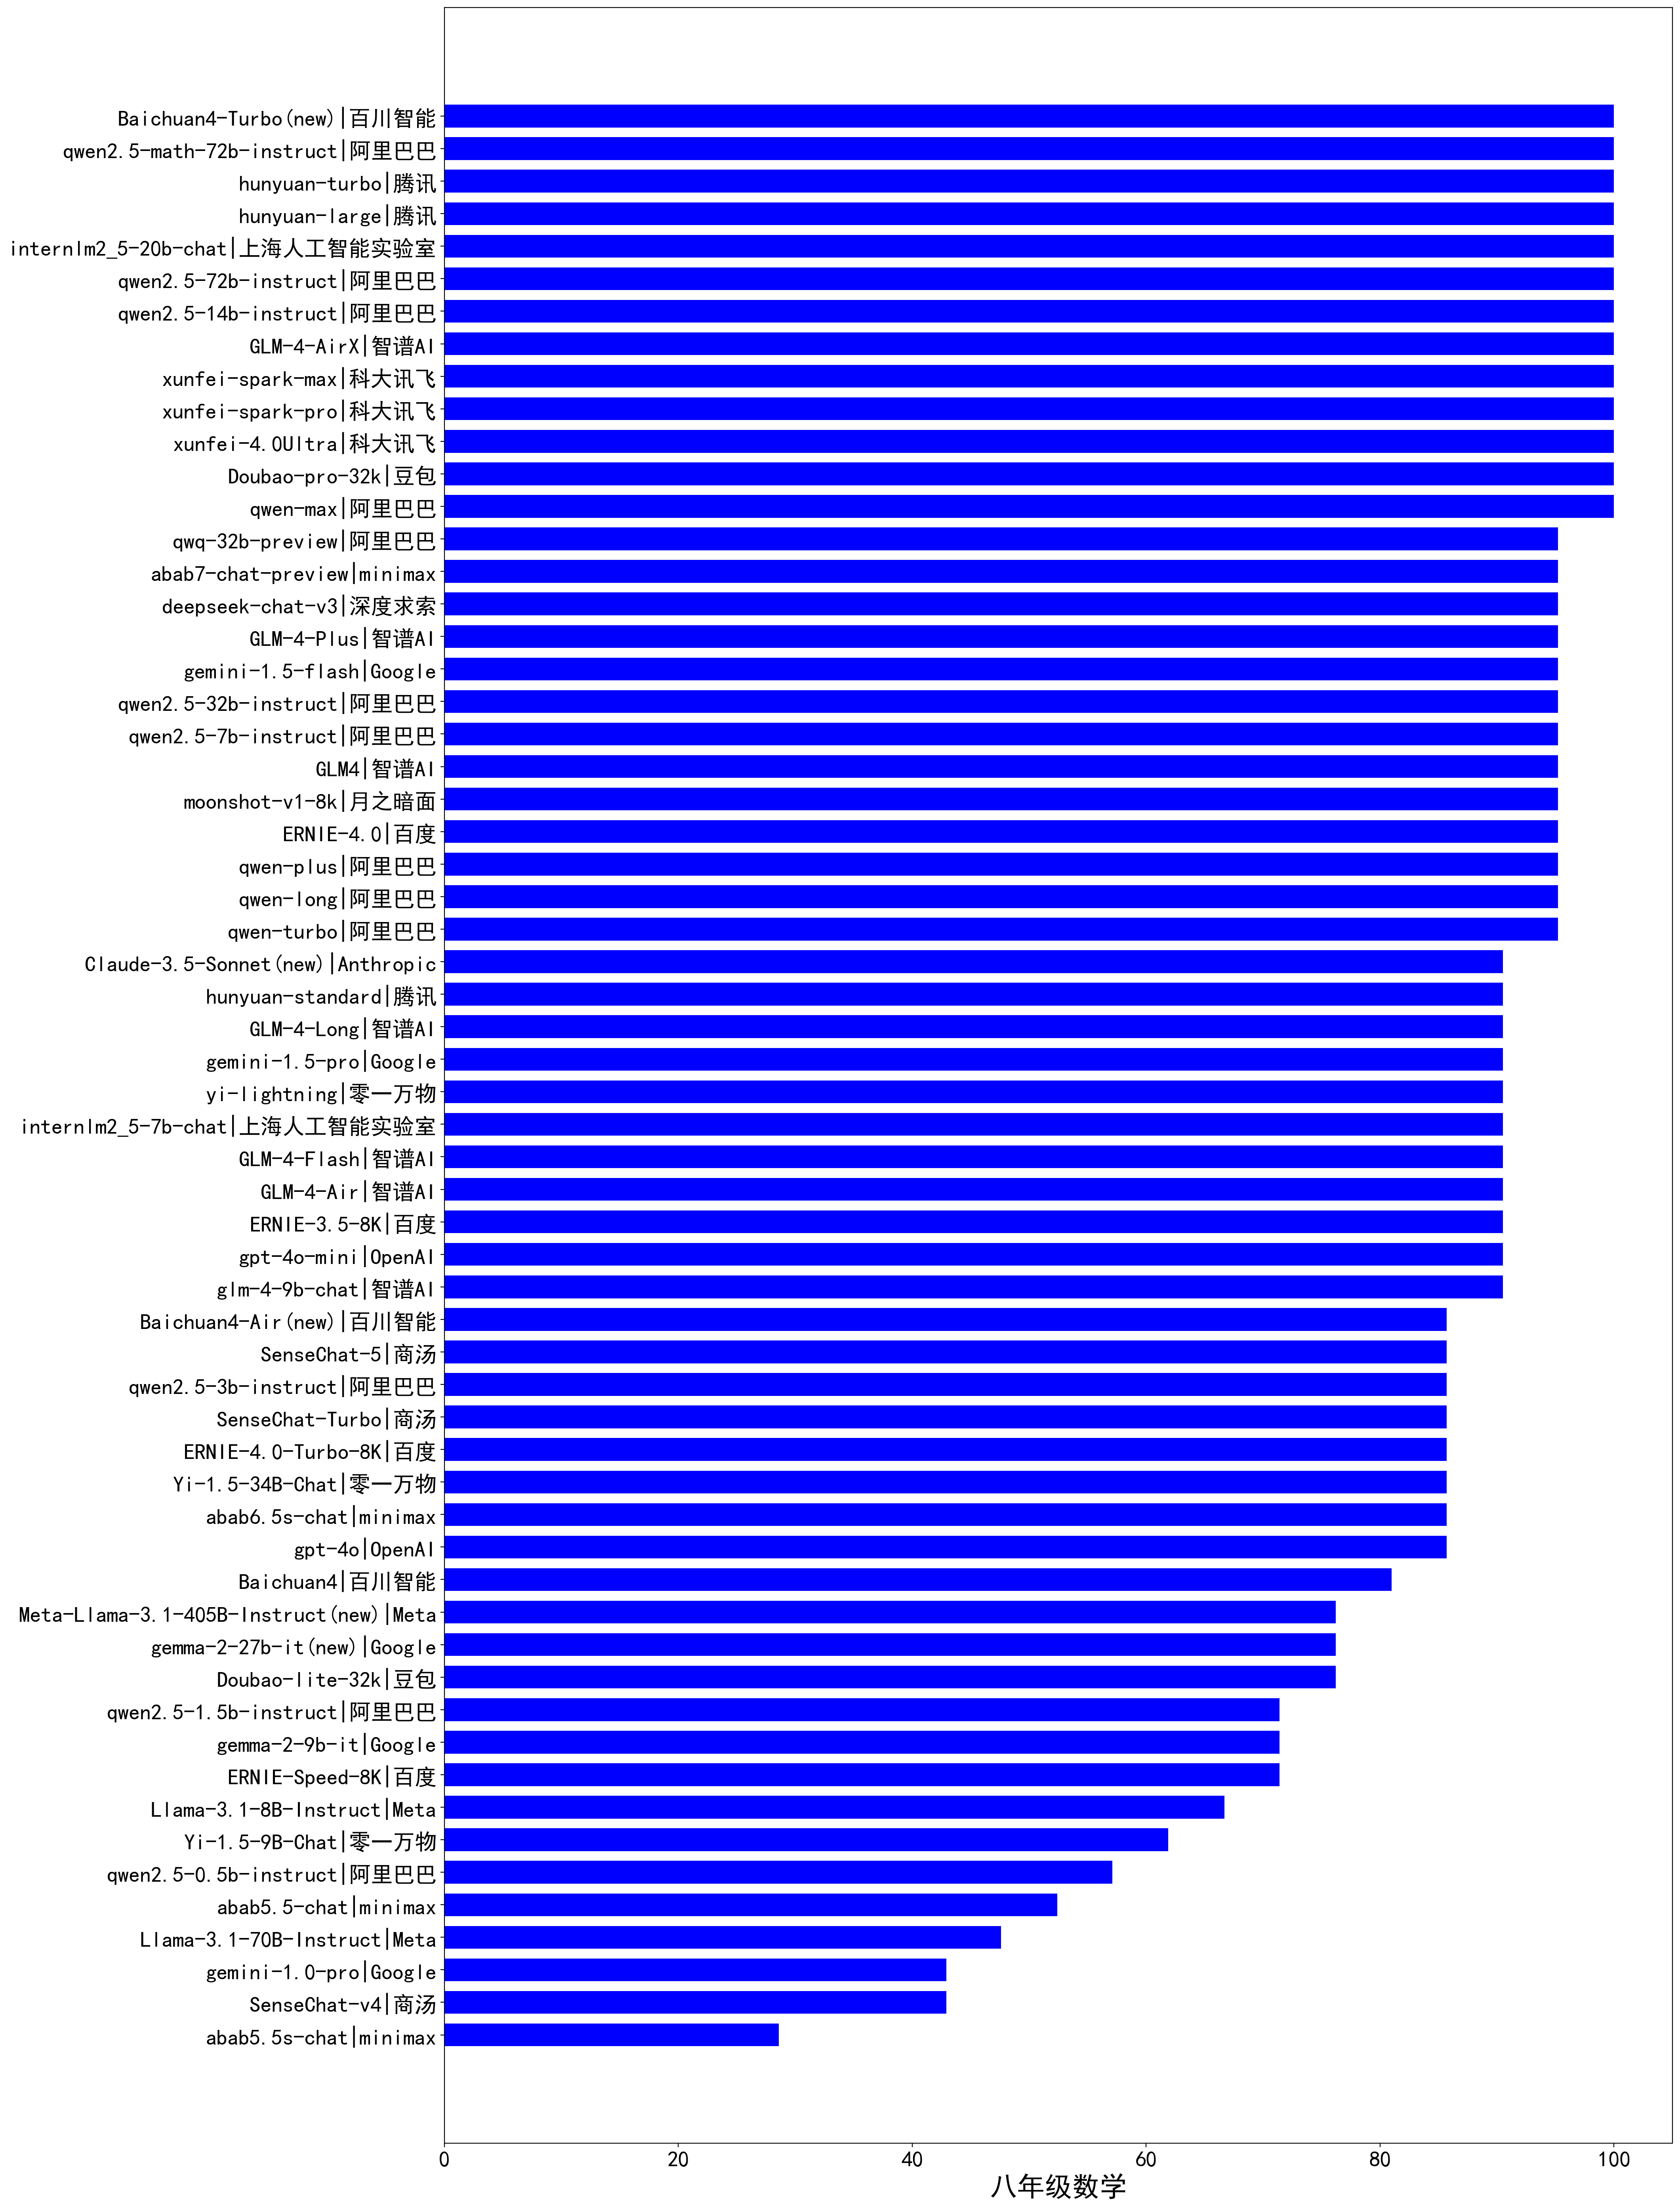 Baichuan4-Turbo(new)|百川智能
qwen2.5-math-72b-instruct|阿里巴巴
hunyuan-turbo|腾讯
hunyuan-large|腾讯
internlm2_5-20b-chat|上海人工智能实验室
qwen2.5-72b-instruct|阿里巴巴
qwen2.5-14b-instruct|阿里巴巴
GLM-4-AirX|智谱AI
xunfei-spark-max|科大讯飞
xunfei-spark-pro|科大讯飞
xunfei-4.0Ultra|科大讯飞
Doubao-pro-32k|豆包
qwen-max|阿里巴巴
qwq-32b-preview|阿里巴巴
abab7-chat-preview|minimax
deepseek-chat-v3|深度求索
GLM-4-Plus|智谱AI
gemini-1.5-flash|Google
qwen2.5-32b-instruct|阿里巴巴
qwen2.5-7b-instruct|阿里巴巴
GLM4|智谱AI
moonshot-v1-8k|月之暗面
ERNIE-4.0|百度
qwen-plus|阿里巴巴
qwen-long|阿里巴巴
qwen-turbo|阿里巴巴
Claude-3.5-Sonnet(new)|Anthropic
hunyuan-standard|腾讯
GLM-4-Long|智谱AI
gemini-1.5-pro|Google
yi-lightning|零一万物
internlm2_5-7b-chat|上海人工智能实验室
GLM-4-Flash|智谱AI
GLM-4-Air|智谱AI
ERNIE-3.5-8K|百度
gpt-4o-mini|OpenAI
glm-4-9b-chat|智谱AI
Baichuan4-Air(new)|百川智能
SenseChat-5|商汤
qwen2.5-3b-instruct|阿里巴巴
SenseChat-Turbo|商汤
ERNIE-4.0-Turbo-8K|百度
Yi-1.5-34B-Chat|零一万物
abab6.5s-chat|minimax
gpt-4o|OpenAI
Baichuan4|百川智能
Meta-Llama-3.1-405B-Instruct(new)|Meta
gemma-2-27b-it(new)|Google
Doubao-lite-32k|豆包
qwen2.5-1.5b-instruct|阿里巴巴
gemma-2-9b-it|Google
ERNIE-Speed-8K|百度
Llama-3.1-8B-Instruct|Meta
Yi-1.5-9B-Chat|零一万物
qwen2.5-0.5b-instruct|阿里巴巴
abab5.5-chat|minimax
Llama-3.1-70B-Instruct|Meta
gemini-1.0-pro|Google
SenseChat-v4|商汤
abab5.5s-chat|minimax
0 20 40 60 80 100
八年级数学